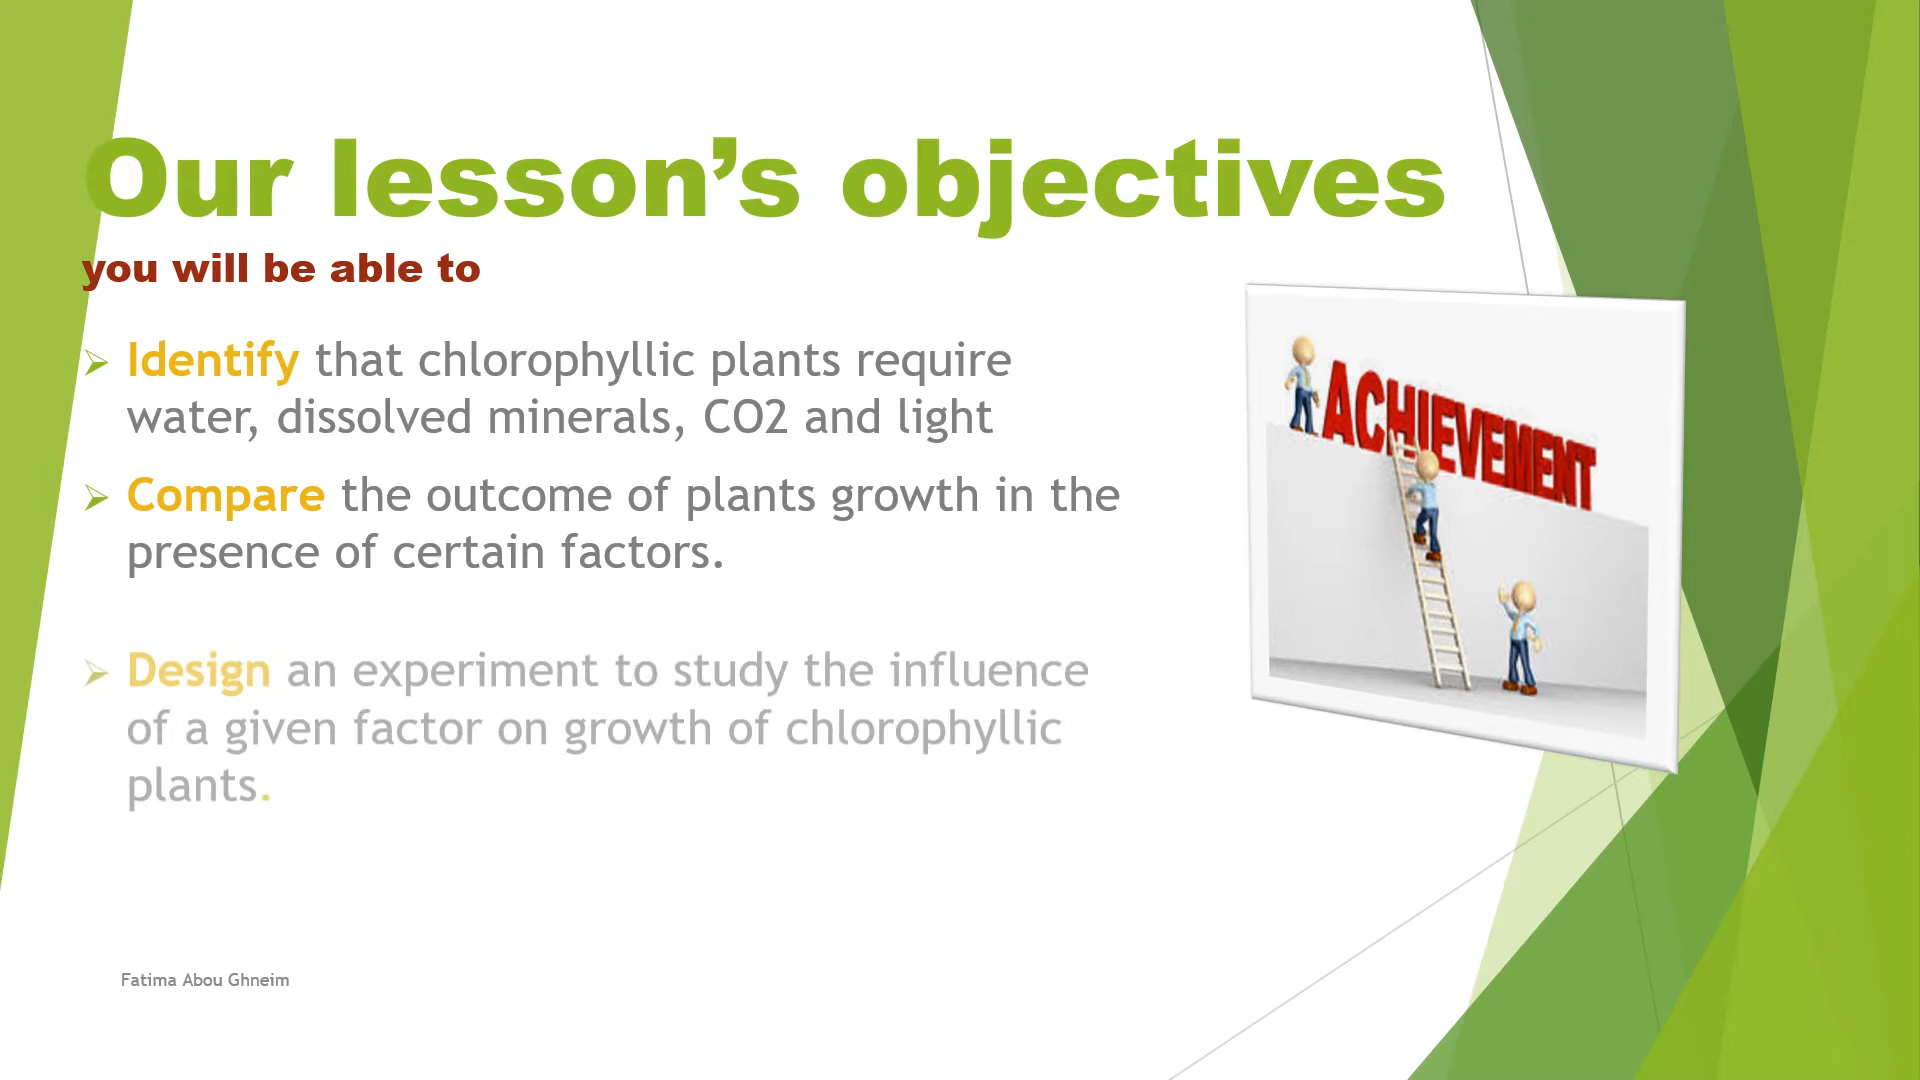 Our lesson’s objectives
you will be able to
➢ Identify that chlorophyllic plants require
water, dissolved minerals, CO2 and light
➢ Compare the outcome of plants growth in the
presence of certain factors.
➢ Design an experiment to study the influence
of a given factor on growth of chlorophyllic
plants.
ACHIEVEMENT
Fatima Abou Ghneim